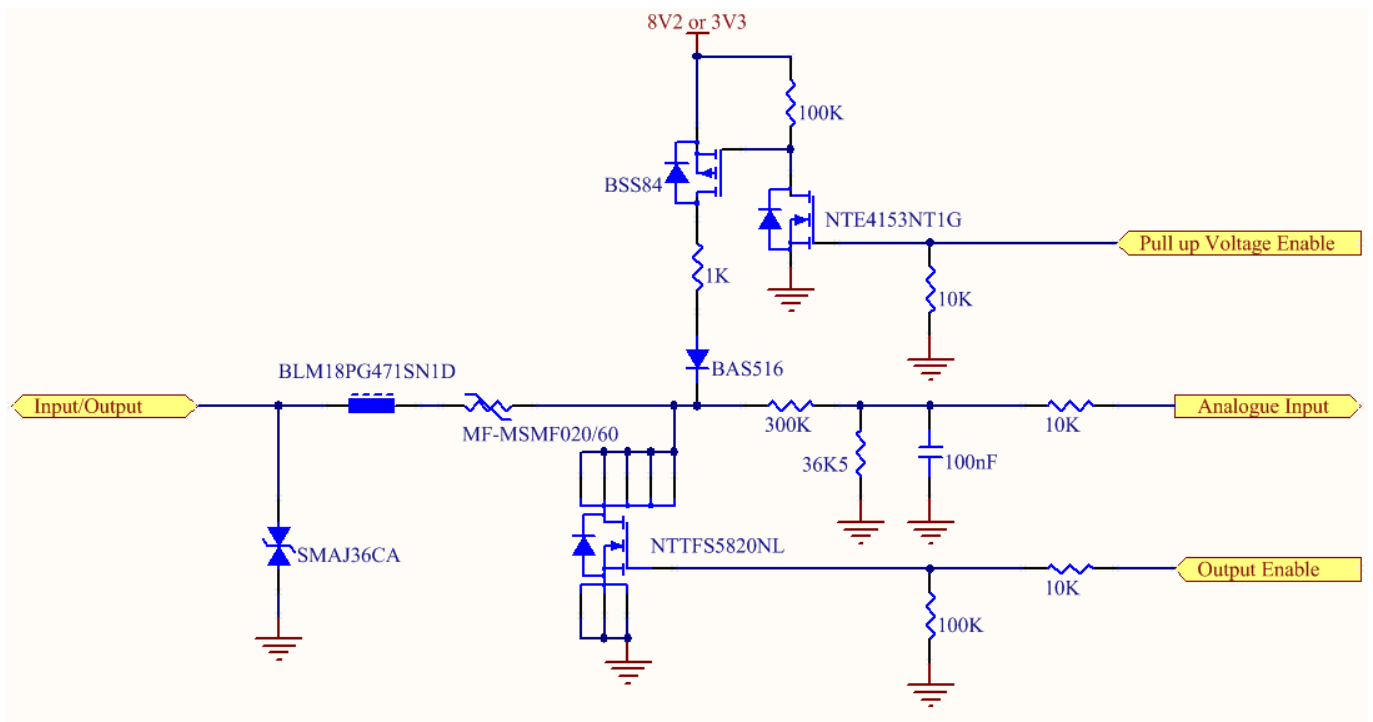 8V2 or 3V3
100K
BSS84
NTE4153NT1G
Pull up Voltage Enable
1K
10K
BLM18PG471SN1D
BAS516
Input/Output
Analogue Input
MF-MSMF020/60
300K
10K
36K5
100nF
SMAJ36CA
NTTFS5820NL
Output Enable
10K
100K